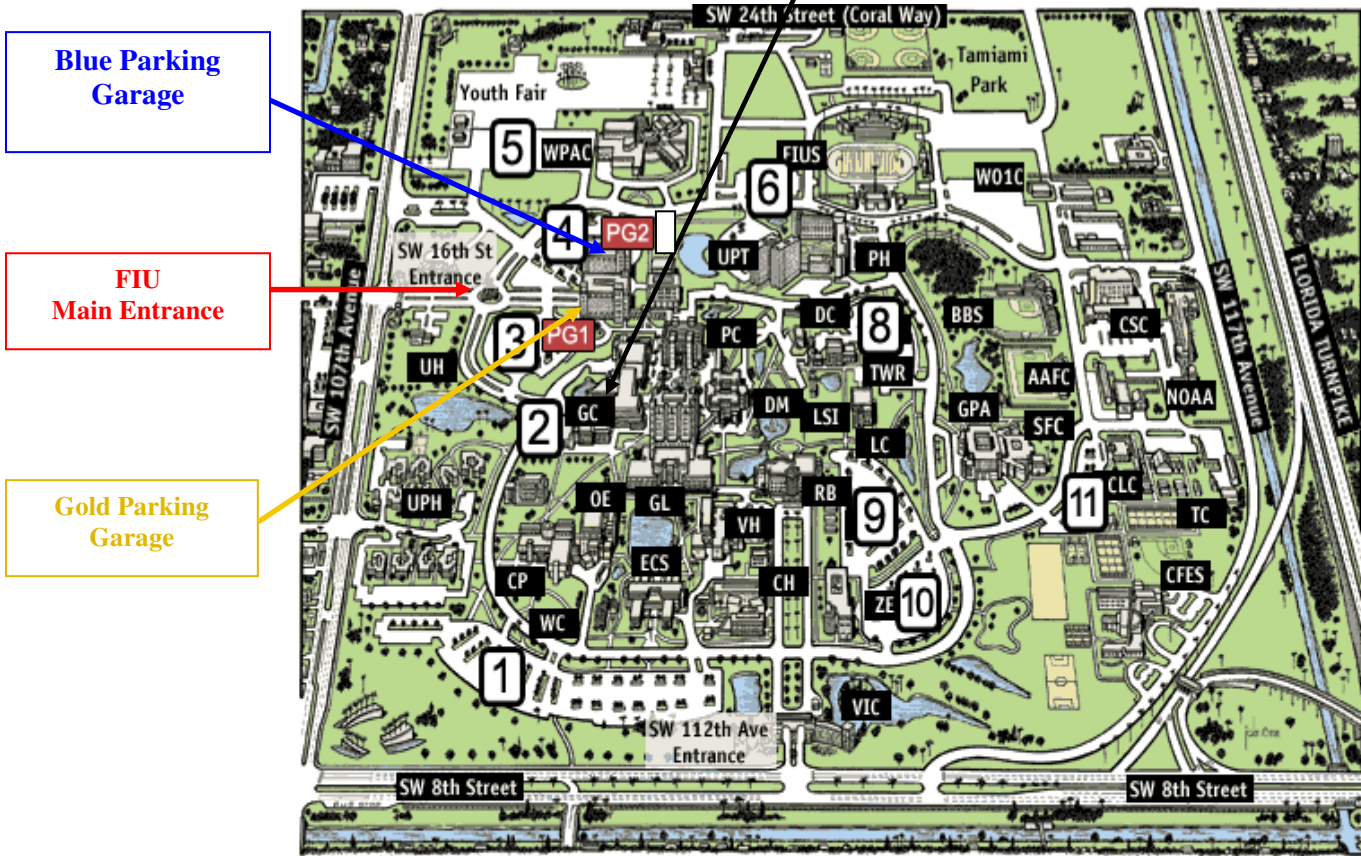 SW 24th Street (Coral Way)
Blue Parking
Garage
Tamiami
Park
Youth Fair
5
WPAC
FIUS
6
W01C
4
PG2
SW 16th St
Entrance
UPT
PH
FIU
Main Entrance
SW 107th Avenue
SW 117th Avenue
FLORIDA TURNPIKE
3
PG1
PC
DC
8
BBS
CSC
UH
TWR
AAFC
NOAA
GC
2
DM
LSI
GPA
SFC
LC
Gold Parking
Garage
UPH
OE
GL
VH
RB
9
11
CLC
TC
CP
ECS
CH
CFES
WC
ZE
10
1
VIC
SW 112th Ave
Entrance
SW 8th Street
SW 8th Street